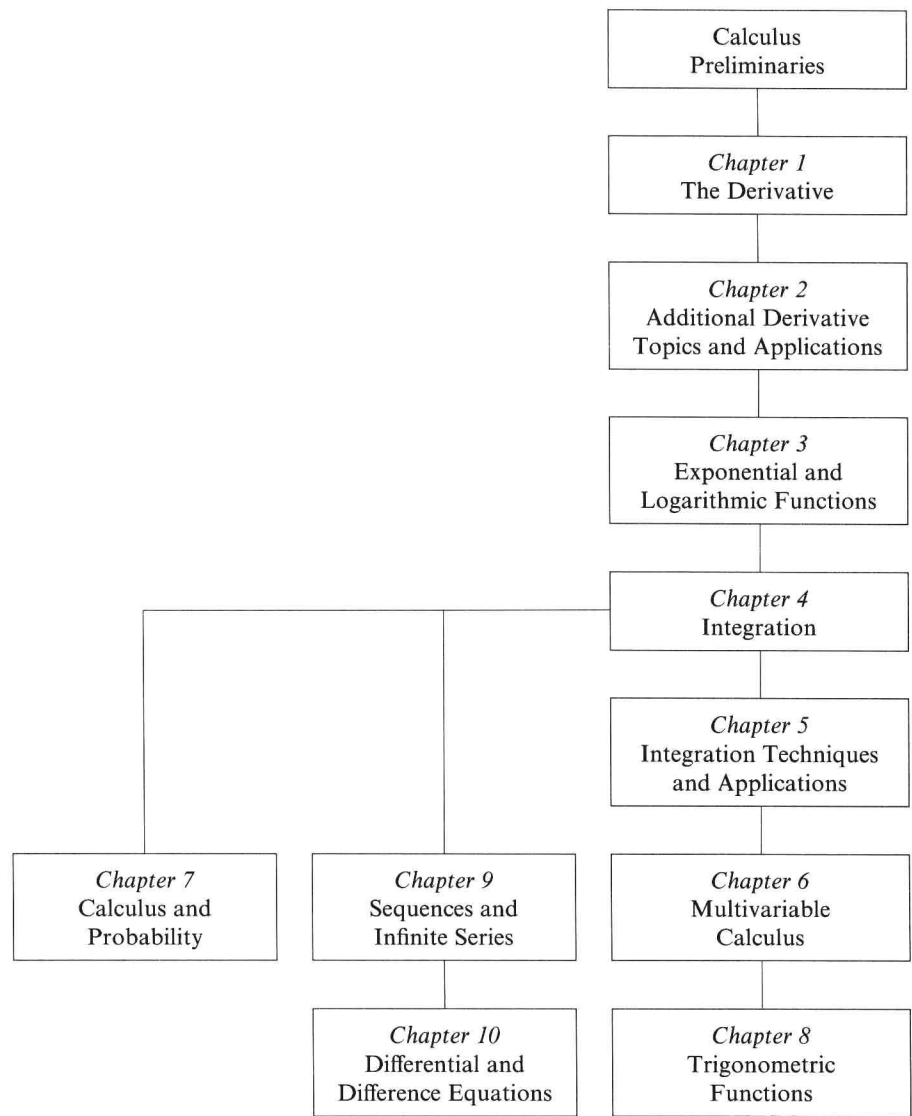 Calculus
Preliminaries
Chapter 1
The Derivative
Chapter 2
Additional Derivative
Topics and Applications
Chapter 3
Exponential and
Logarithmic Functions
Chapter 4
Integration
Chapter 5
Integration Techniques
and Applications
Chapter 7
Calculus and
Probability
Chapter 9
Sequences and
Infinite Series
Chapter 6
Multivariable
Calculus
Chapter 10
Differential and
Difference Equations
Chapter 8
Trigonometric
Functions